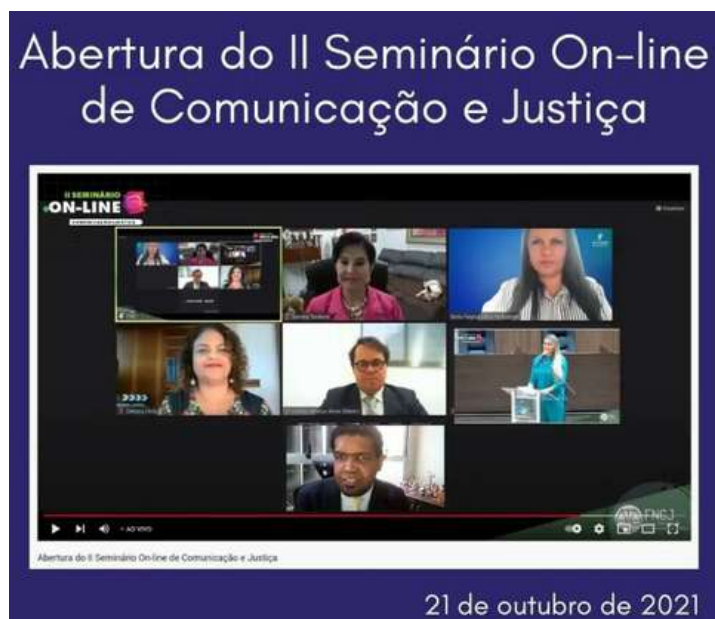 Abertura do II Seminário On-line
de Comunicação e Justiça
II SEMINÁRIO
ON-LINE
AO VIVO
FNCJ
Abertura do II Seminário On-line de Comunicação e Justiça
21 de outubro de 2021